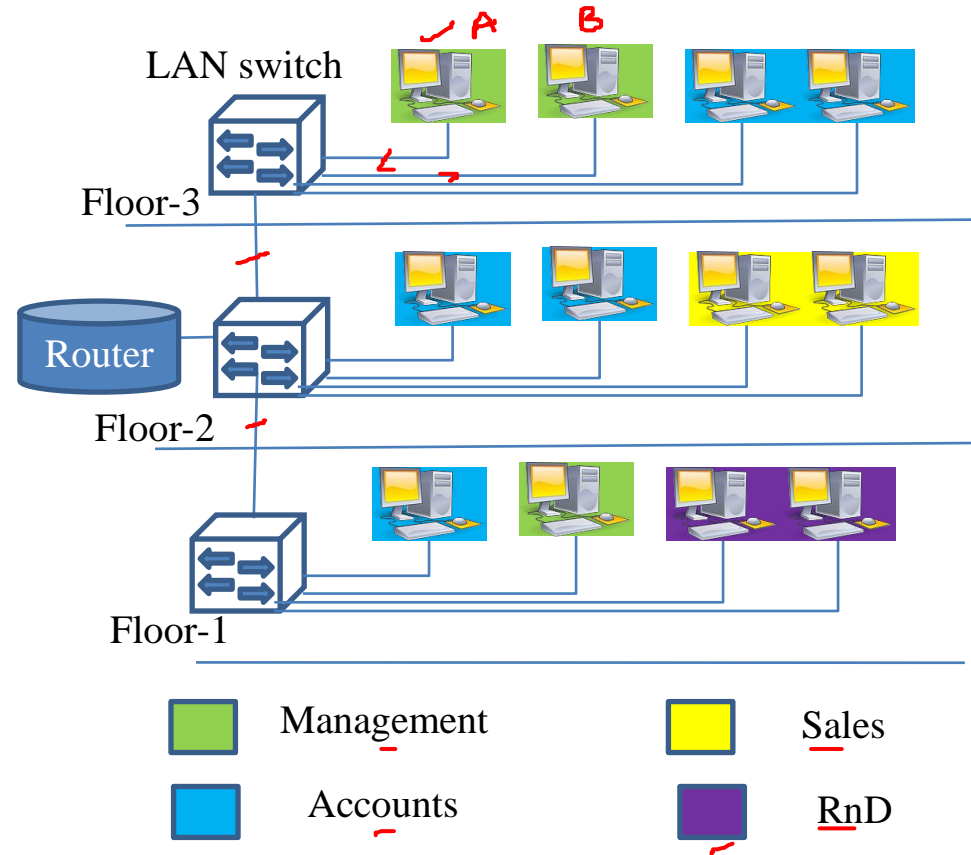 A B
LAN switch
Floor-3
Router
Floor-2
Floor-1
Management
Sales
Accounts
RnD